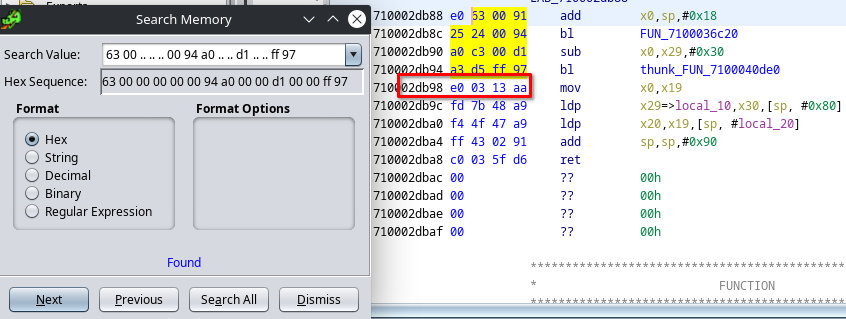 Search Memory
Search Value: 63 00 .. .. .. 00 94 a0 .. .. d1 .. .. ff 97
Hex Sequence: 63 00 00 00 00 00 94 a0 00 00 d1 00 00 ff 97
Format
Hex
String
Decimal
Binary
Regular Expression
Format Options
Found
Next Previous Search All Dismiss
710002db88 e0 63 00 91 add x0,sp,#0x18
710002db8c 25 24 00 94 bl FUN_7100036c20
710002db90 a0 c3 00 d1 sub x0,x29,#0x30
710002db94 a3 d5 ff 97 bl thunk_FUN_7100040de0
710002db98 e0 03 13 aa mov x0,x19
710002db9c fd 7b 48 a9 ldp x29=>local_10,x30,[sp, #0x80]
710002dba0 f4 4f 47 a9 ldp x20,x19,[sp, #local_20]
710002dba4 ff 43 02 91 add sp,sp,#0x90
710002dba8 c0 03 5f d6 ret
710002dbac 00 ?? 00h
710002dbad 00 ?? 00h
710002dbae 00 ?? 00h
710002dbaf 00 ?? 00h
* FUNCTION